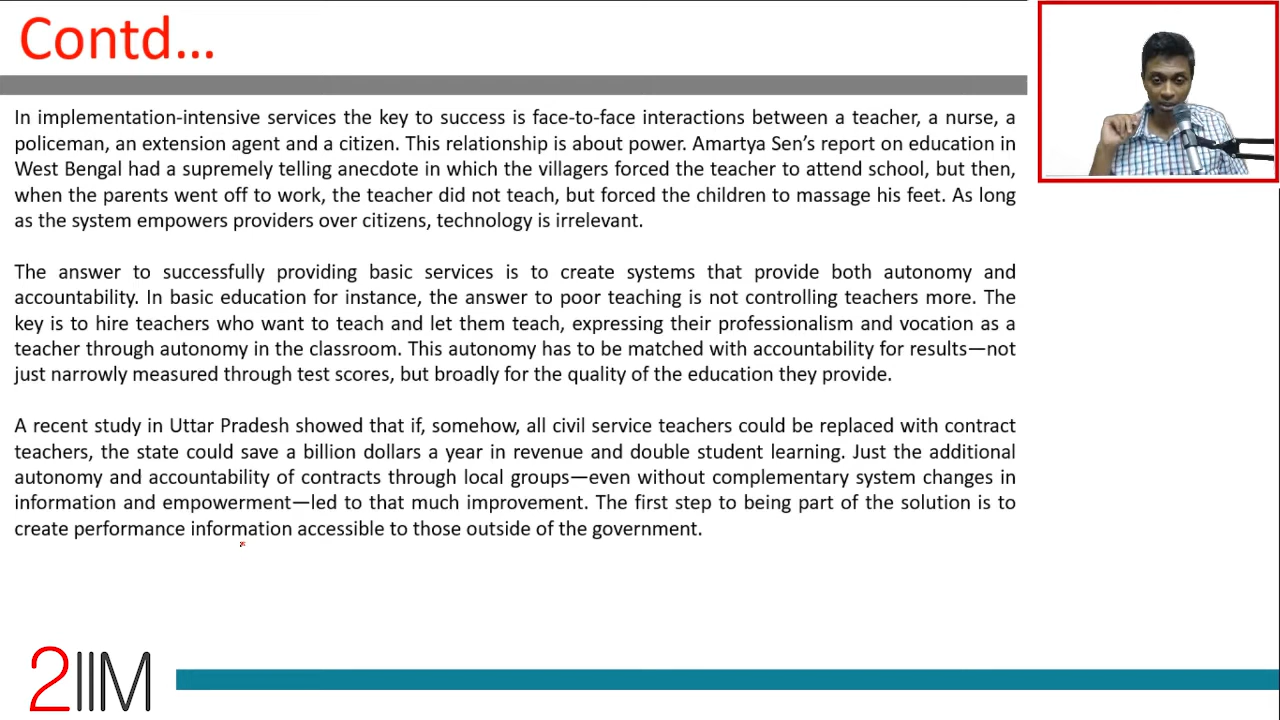 Contd...
In implementation-intensive services the key to success is face-to-face interactions between a teacher, a nurse, a
policeman, an extension agent and a citizen. This relationship is about power. Amartya Sen’s report on education in
West Bengal had a supremely telling anecdote in which the villagers forced the teacher to attend school, but then,
when the parents went off to work, the teacher did not teach, but forced the children to massage his feet. As long
as the system empowers providers over citizens, technology is irrelevant.
The answer to successfully providing basic services is to create systems that provide both autonomy and
accountability. In basic education for instance, the answer to poor teaching is not controlling teachers more. The
key is to hire teachers who want to teach and let them teach, expressing their professionalism and vocation as a
teacher through autonomy in the classroom. This autonomy has to be matched with accountability for results—not
just narrowly measured through test scores, but broadly for the quality of the education they provide.
A recent study in Uttar Pradesh showed that if, somehow, all civil service teachers could be replaced with contract
teachers, the state could save a billion dollars a year in revenue and double student learning. Just the additional
autonomy and accountability of contracts through local groups—even without complementary system changes in
information and empowerment—led to that much improvement. The first step to being part of the solution is to
create performance information accessible to those outside of the government.
2IIM